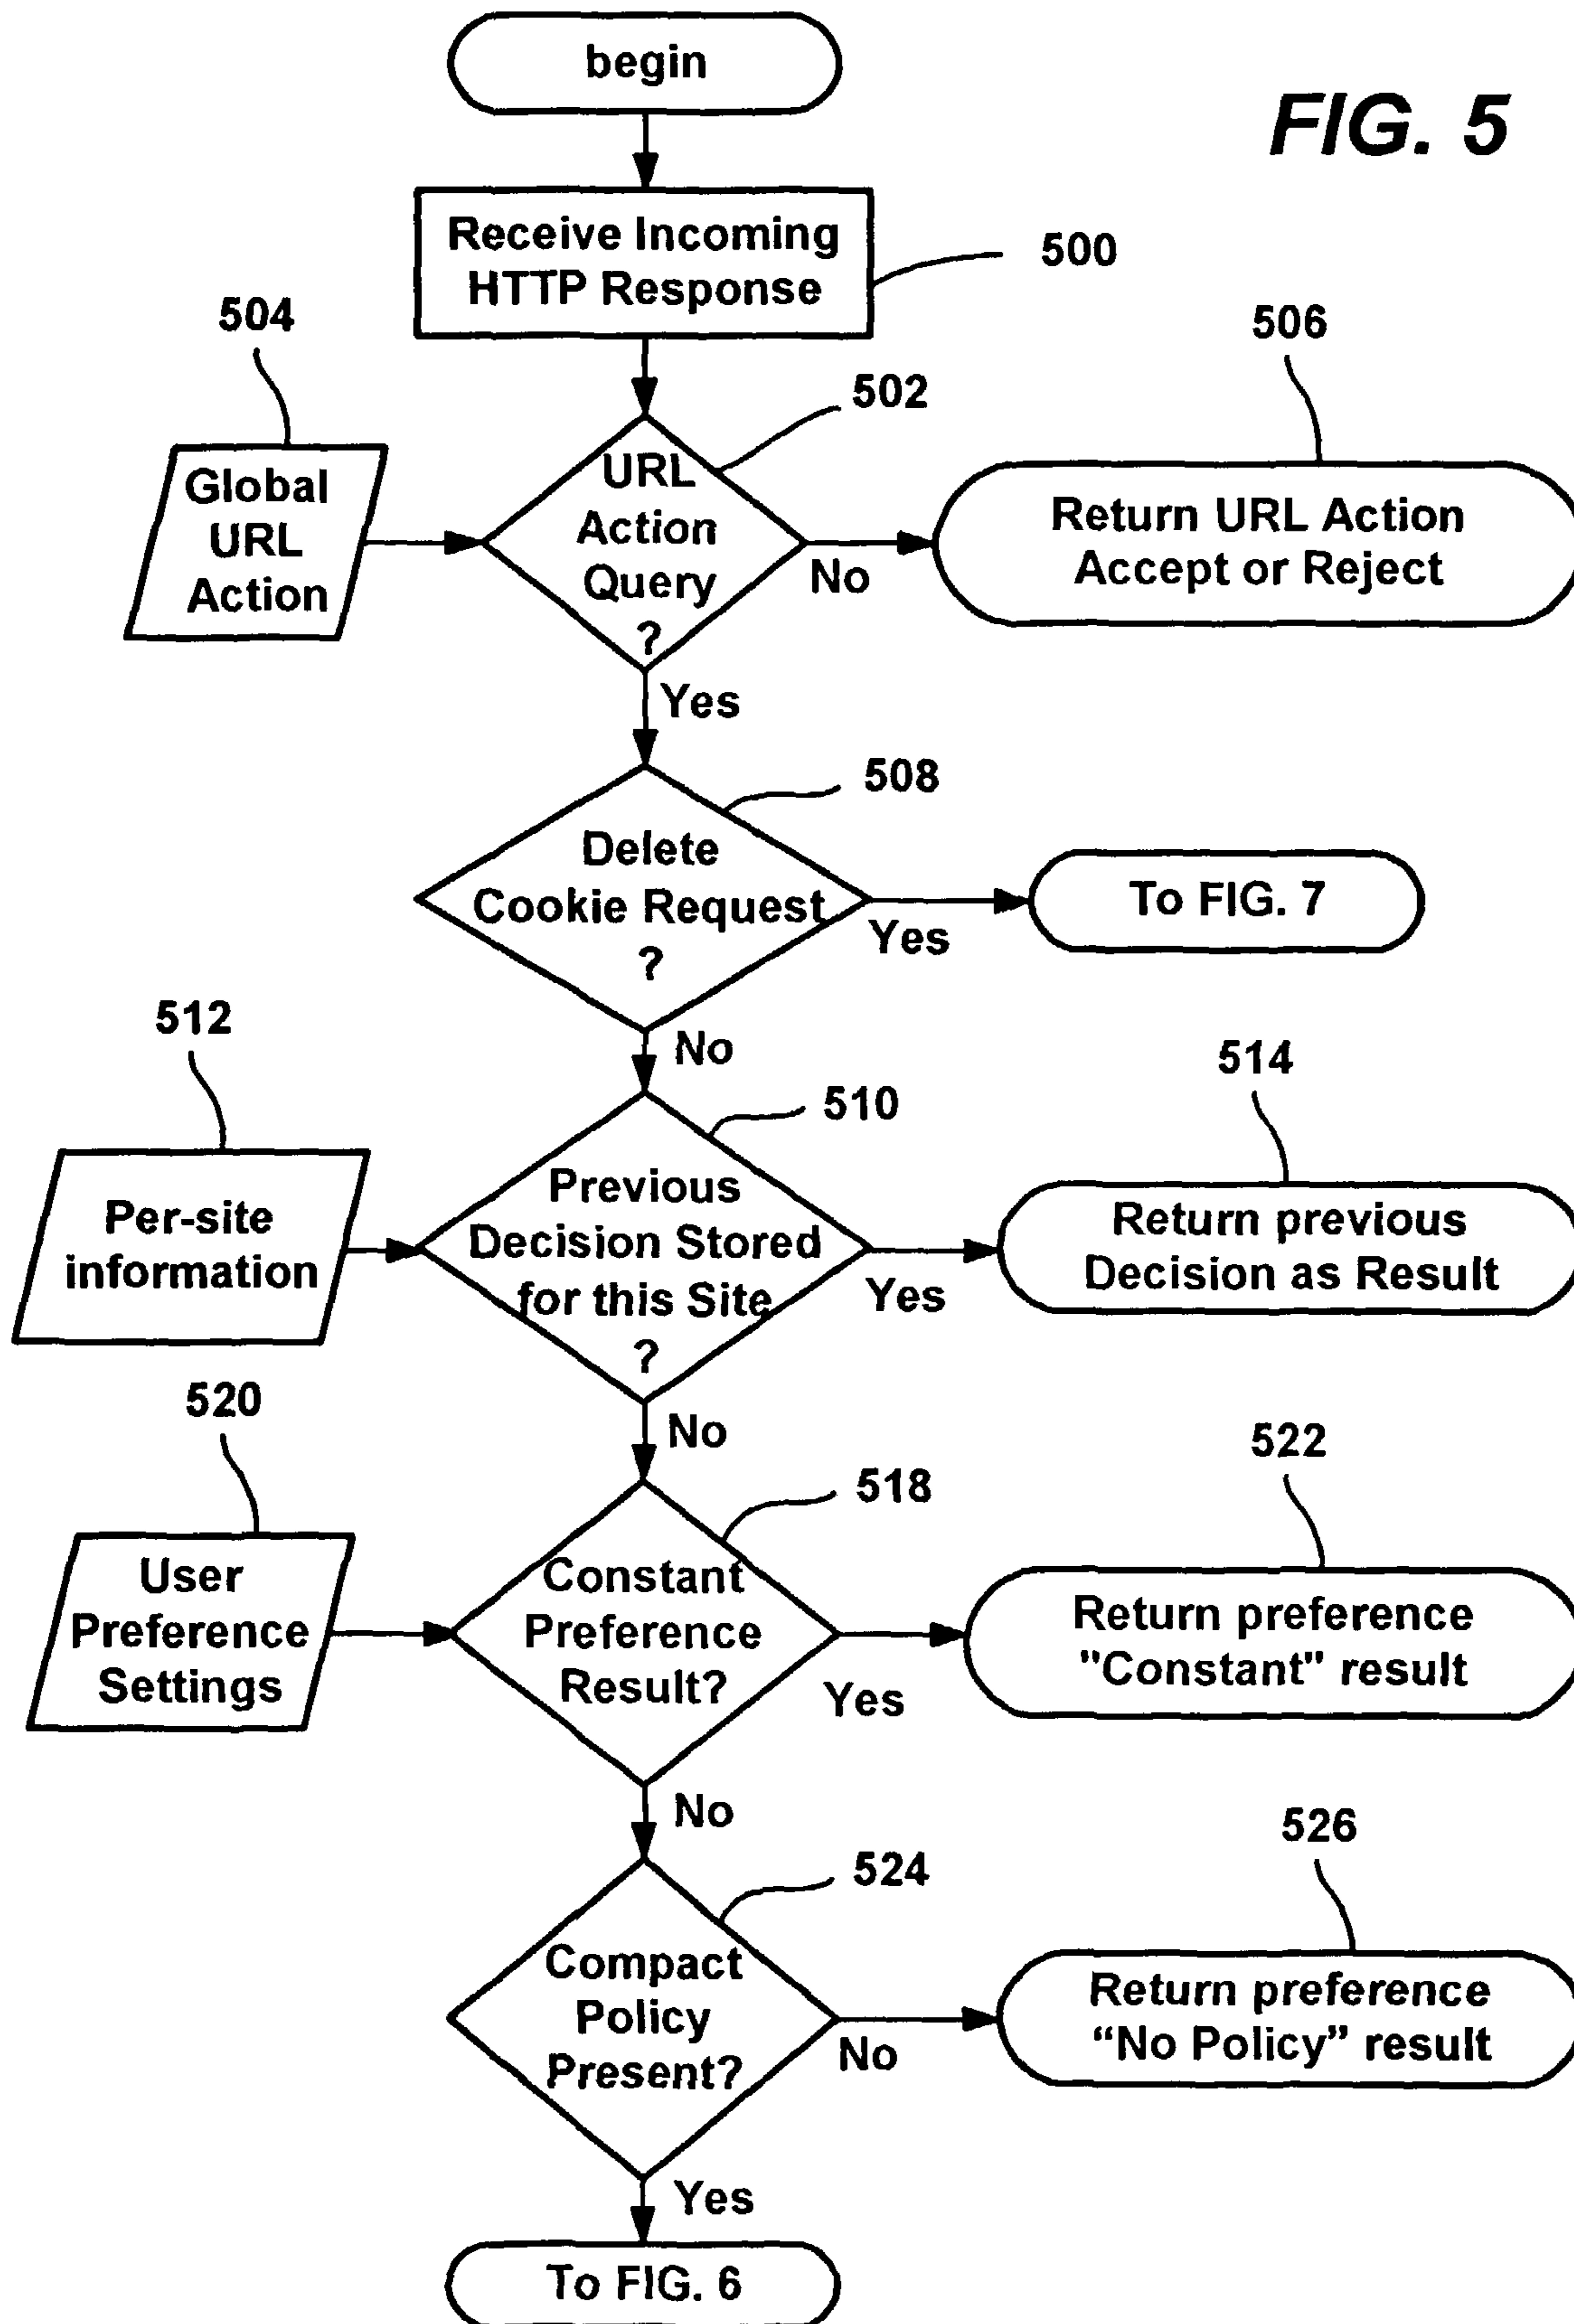 begin
FIG. 5
Receive Incoming
HTTP Response
500
504
506
502
Global
URL
Action
URL
Action
Query
?
No
Return URL Action
Accept or Reject
Yes
508
Delete
Cookie Request
?
Yes
To FIG. 7
No
512
510
514
Per-site
information
Previous
Decision Stored
for this Site
?
Yes
Return previous
Decision as Result
No
520
518
522
User
Preference
Settings
Constant
Preference
Result?
Yes
Return preference
"Constant" result
No
524
526
Compact
Policy
Present?
No
Return preference
“No Policy” result
Yes
To FIG. 6